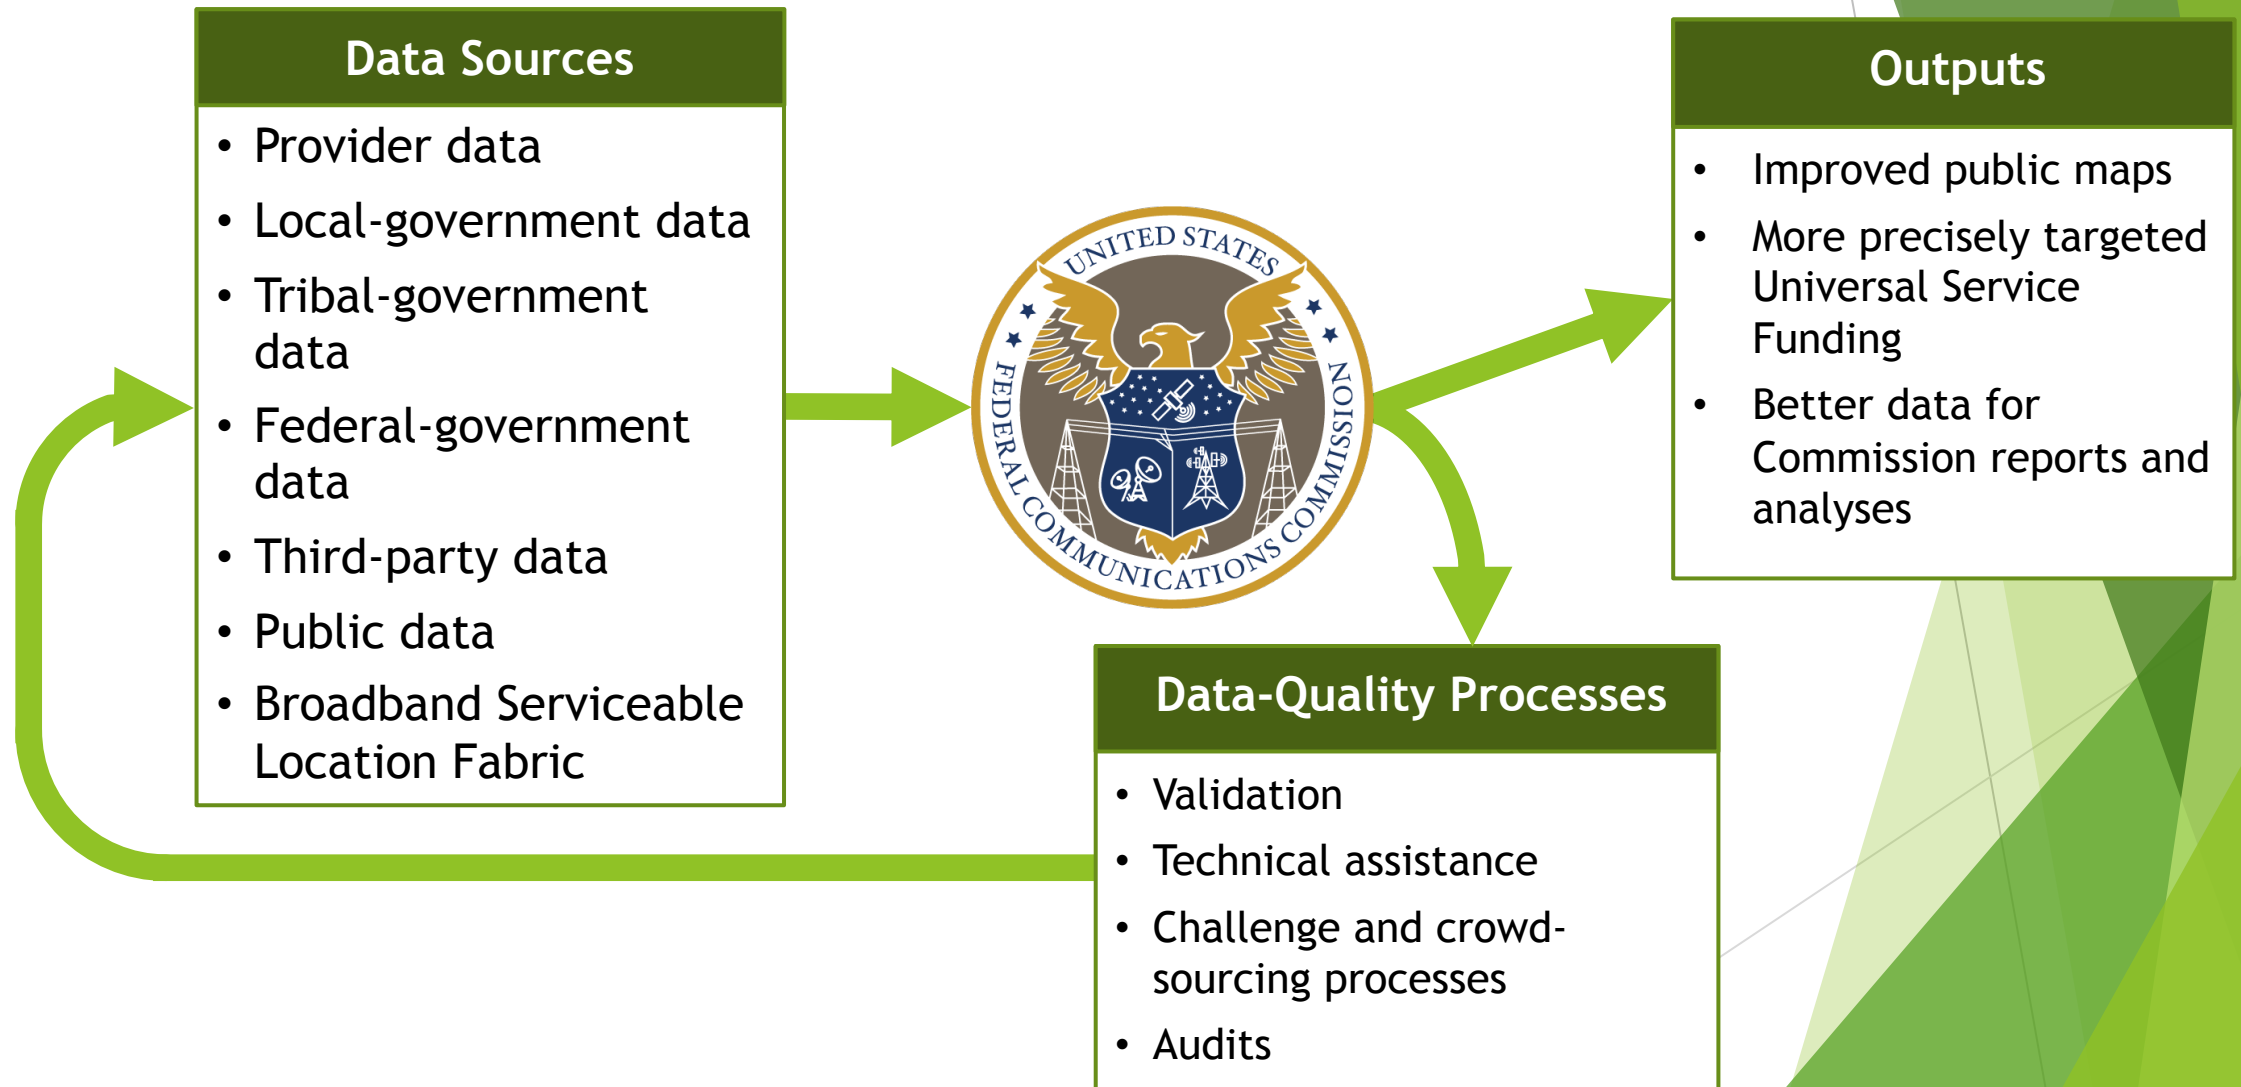 Data Sources
• Provider data
• Local-government data
• Tribal-government
data
• Federal-government
data
• Third-party data
• Public data
• Broadband Serviceable
Location Fabric
UNITED STATES
FEDERAL COMMUNICATIONS COMMISSION
Outputs
• Improved public maps
• More precisely targeted
Universal Service
Funding
• Better data for
Commission reports and
analyses
Data-Quality Processes
• Validation
• Technical assistance
• Challenge and crowd-
sourcing processes
• Audits